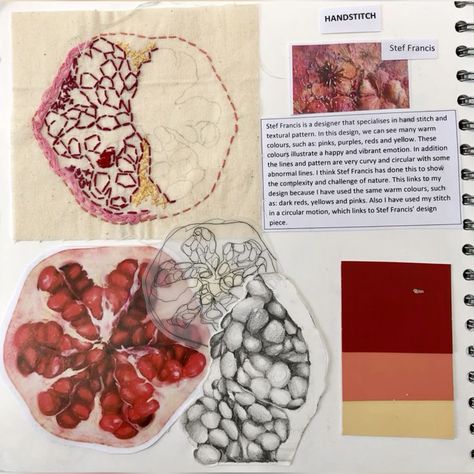 HANDSTITCH
Stef Francis
Stef Francis is a designer that specialises in hand stitch and
textural pattern. In this design, we can see many warm
colours, such as: pinks, purples, reds and yellow. These
colours illustrate a happy and vibrant emotion. In addition
the lines and pattern are very curvy and circular with some
abnormal lines. I think Stef Francis has done this to show
the complexity and challenge of nature. This links to my
design because I have used the same warm colours, such
as: dark reds, yellows and pinks. Also I have used my stitch
in a circular motion, which links to Stef Francis' design
piece.